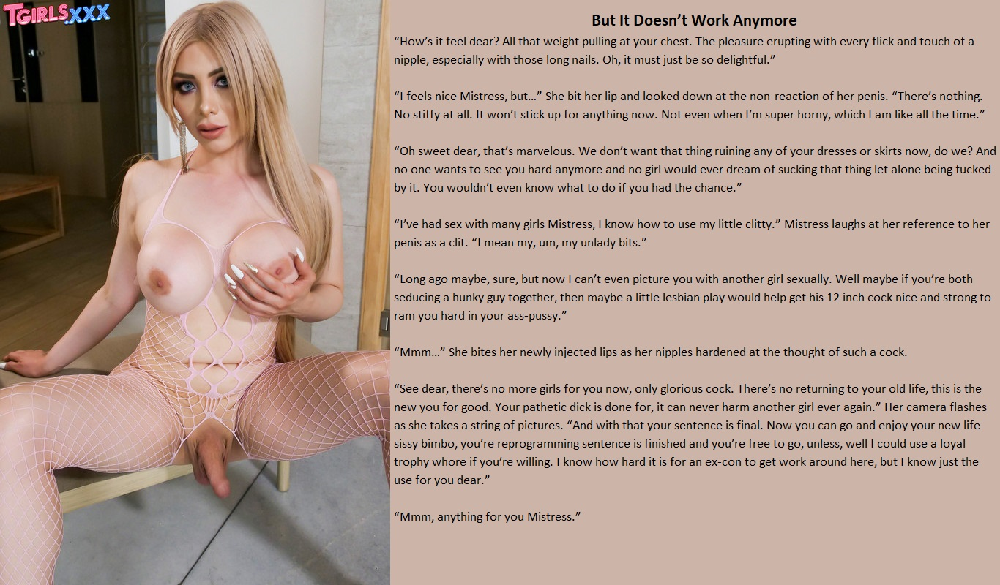 TGIRLS.XXX
But It Doesn’t Work Anymore
“How’s it feel dear? All that weight pulling at your chest. The pleasure erupting with every flick and touch of a
nipple, especially with those long nails. Oh, it must just be so delightful.”
“I feels nice Mistress, but…” She bit her lip and looked down at the non-reaction of her penis. “There’s nothing.
No stiffy at all. It won’t stick up for anything now. Not even when I’m super horny, which I am like all the time.”
“Oh sweet dear, that’s marvelous. We don’t want that thing ruining any of your dresses or skirts now, do we? And
no one wants to see you hard anymore and no girl would ever dream of sucking that thing let alone being fucked
by it. You wouldn’t even know what to do if you had the chance.”
“I’ve had sex with many girls Mistress, I know how to use my little clitty.” Mistress laughs at her reference to her
penis as a clit. “I mean my, um, my unlady bits.”
“Long ago maybe, sure, but now I can’t even picture you with another girl sexually. Well maybe if you’re both
seducing a hunky guy together, then maybe a little lesbian play would help get his 12 inch cock nice and strong to
ram you hard in your ass-pussy.”
“Mmm…” She bites her newly injected lips as her nipples hardened at the thought of such a cock.
“See dear, there’s no more girls for you now, only glorious cock. There’s no returning to your old life, this is the
new you for good. Your pathetic dick is done for, it can never harm another girl ever again.” Her camera flashes
as she takes a string of pictures. “And with that your sentence is final. Now you can go and enjoy your new life
sissy bimbo, you’re reprogramming sentence is finished and you’re free to go, unless, well I could use a loyal
trophy whore if you’re willing. I know how hard it is for an ex-con to get work around here, but I know just the
use for you dear.”
“Mmm, anything for you Mistress.”